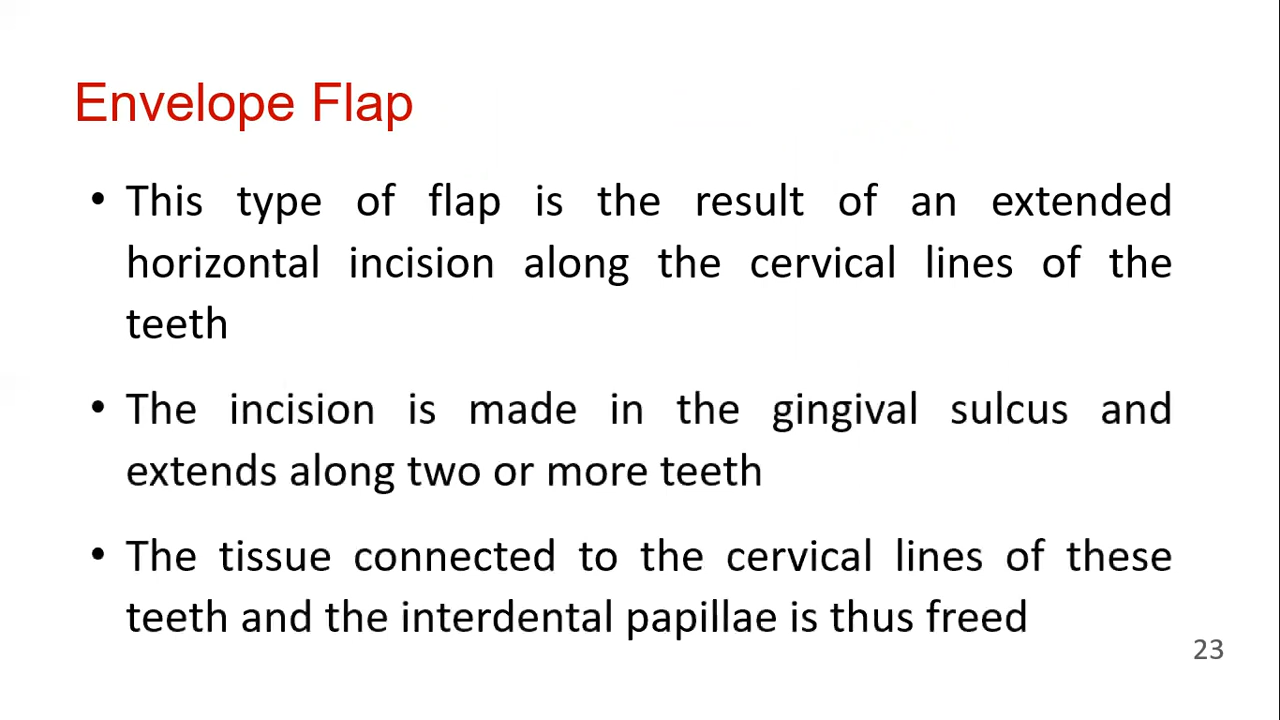 Envelope Flap
• This type of flap is the result of an extended
horizontal incision along the cervical lines of the
teeth
• The incision is made in the gingival sulcus and
extends along two or more teeth
• The tissue connected to the cervical lines of these
teeth and the interdental papillae is thus freed
23